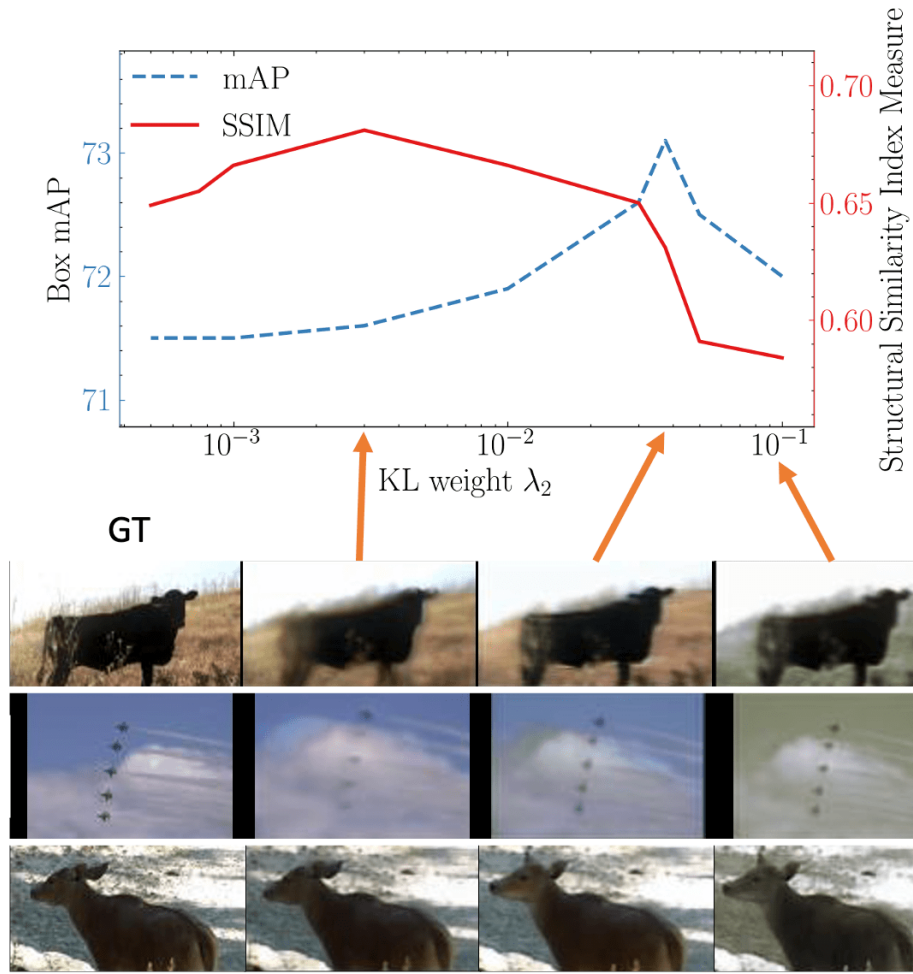 mAP
SSIM
Box mAP
73
72
71
0.70
0.65
0.60
Structural Similarity Index Measure
10⁻³
10⁻²
10⁻¹
KL weight λ₂
GT